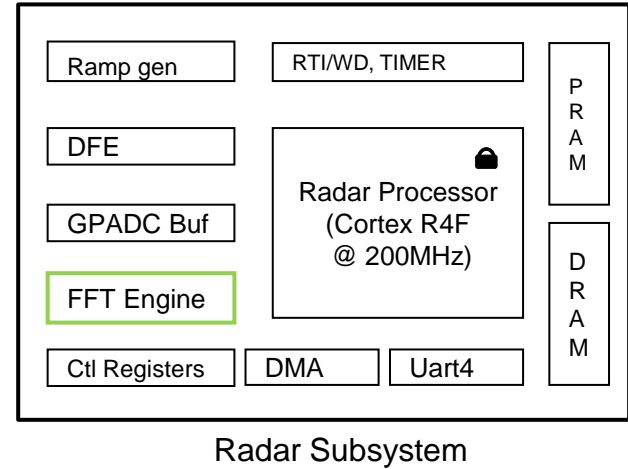 Ramp gen
RTI/WD, TIMER
P
R
A
M
DFE
Radar Processor
(Cortex R4F
@ 200MHz)
GPADC Buf
FFT Engine
D
R
A
M
Ctl Registers
DMA
Uart4
Radar Subsystem